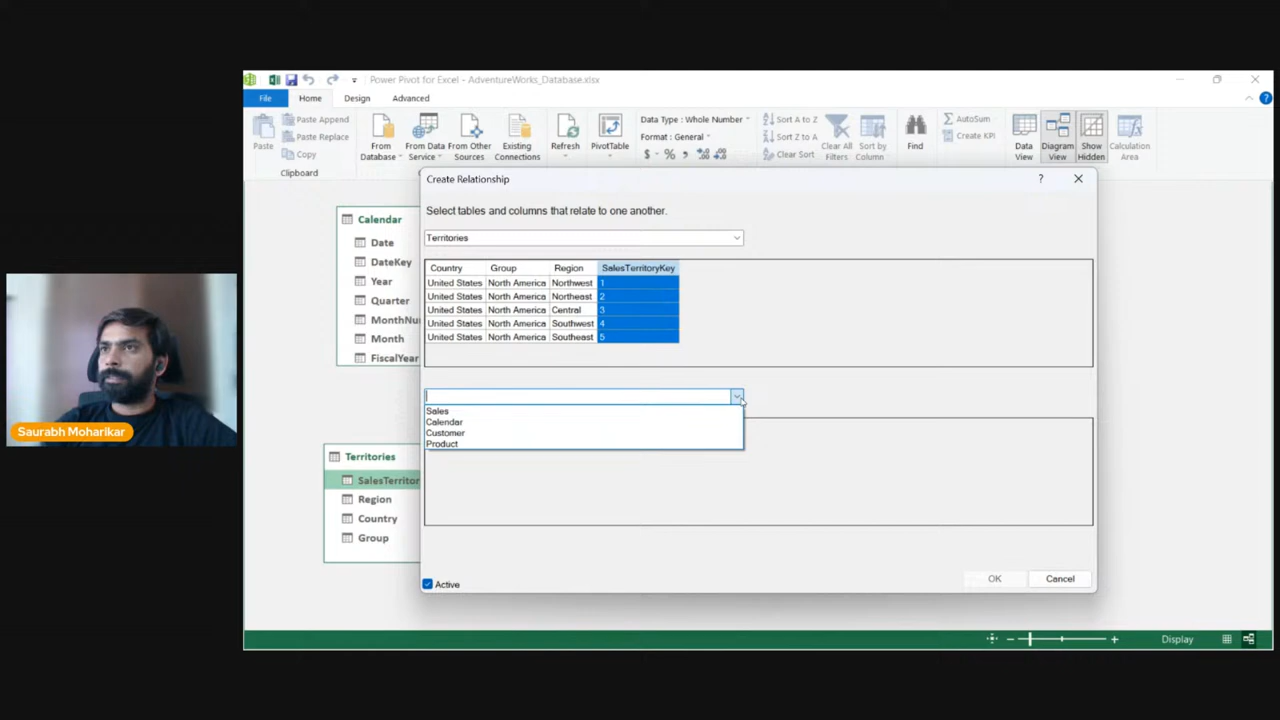 Power Pivot for Excel - AdventureWorks_Database.xlsx
File Home Design Advanced
Paste
Paste Append
Paste Replace
Copy
Clipboard
From Database
From Data Service
From Other Sources
Existing Connections
Refresh
PivotTable
Data Type : Whole Number
Format : General
$ % ,
Sort A to Z
Sort Z to A
Clear Sort
Clear All Filters
Sort by Column
Find
AutoSum
Create KPI
Data View
Diagram View
Show Hidden
Calculation Area
Create Relationship
Select tables and columns that relate to one another.
Territories
Country Group Region SalesTerritoryKey
United States North America Northwest 1
United States North America Northeast 2
United States North America Central 3
United States North America Southwest 4
United States North America Southeast 5
Sales
Calendar
Customer
Product
Active
OK Cancel
Calendar
Date
DateKey
Year
Quarter
MonthNu
Month
FiscalYear
Territories
SalesTerritor
Region
Country
Group
Saurabh Moharikar
Display